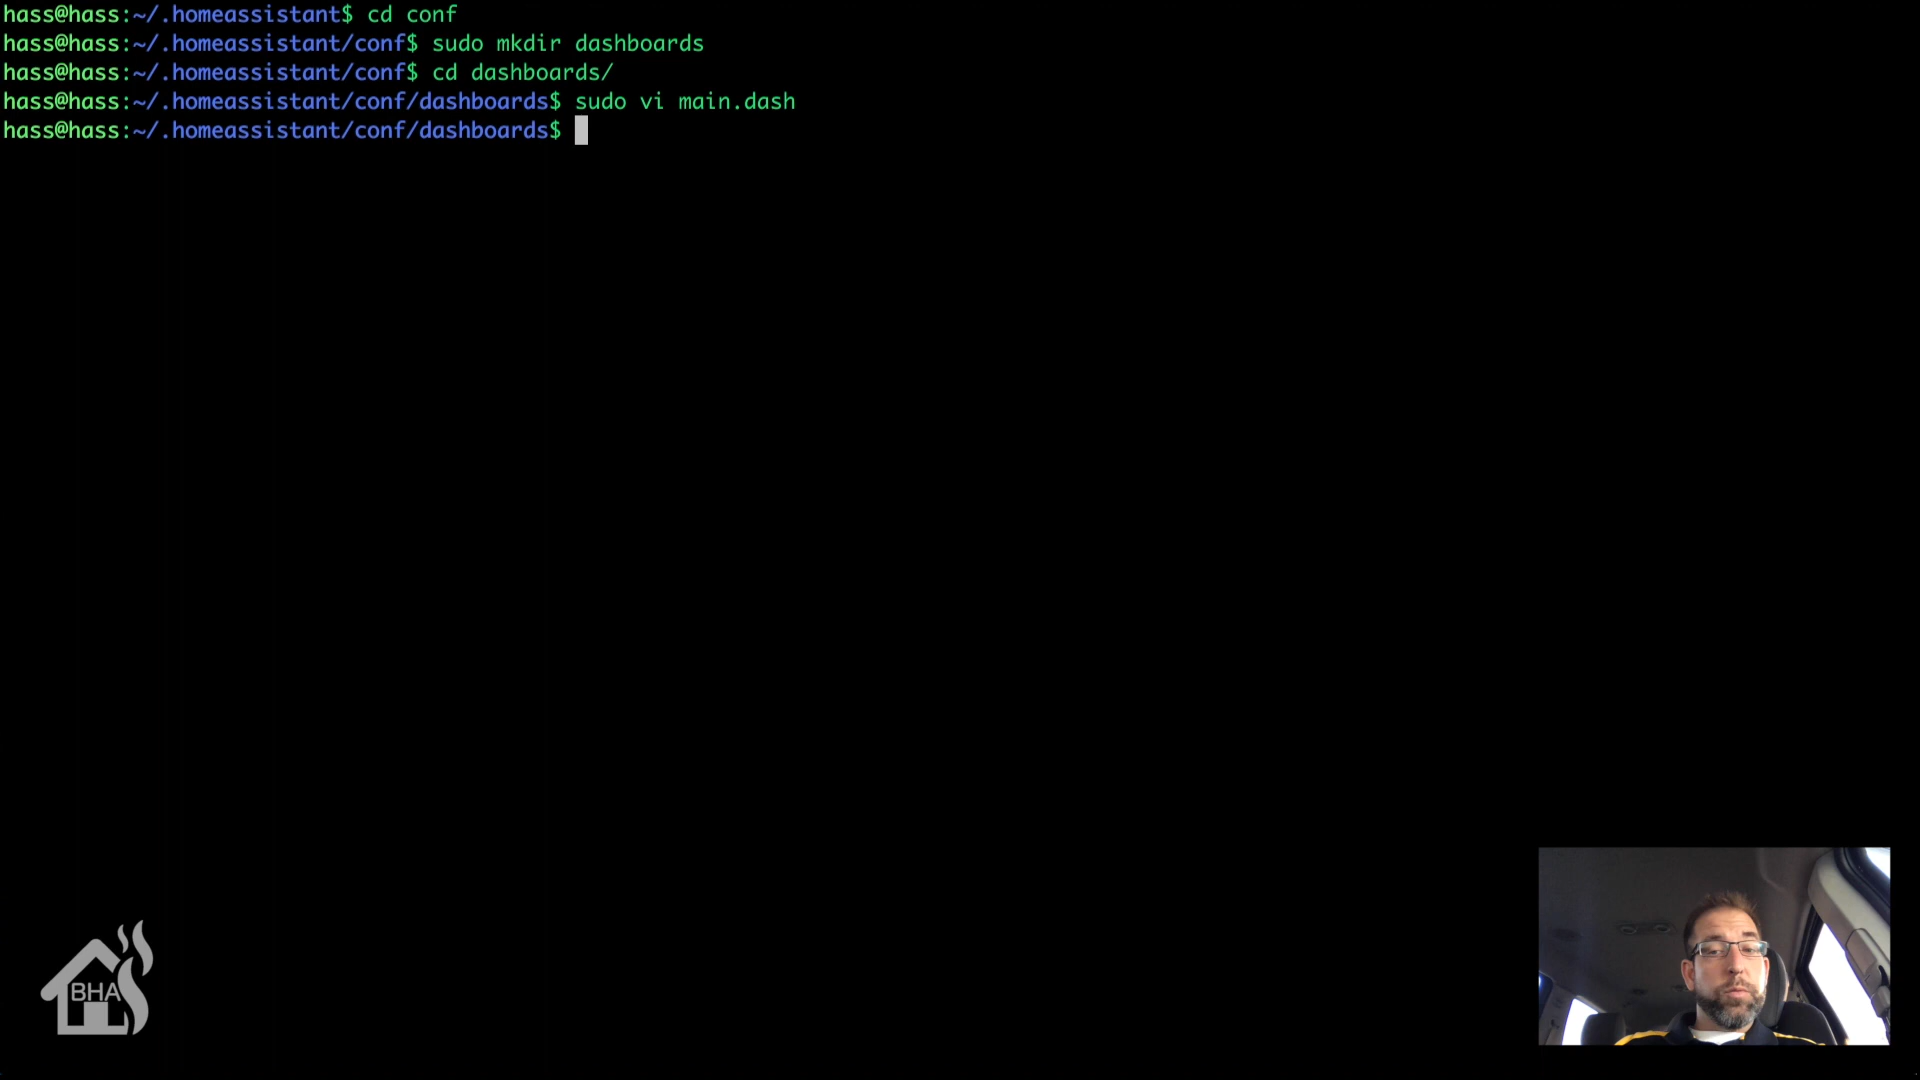 hass@hass:~/.homeassistant$ cd conf
hass@hass:~/.homeassistant/conf$ sudo mkdir dashboards
hass@hass:~/.homeassistant/conf$ cd dashboards/
hass@hass:~/.homeassistant/conf/dashboards$ sudo vi main.dash
hass@hass:~/.homeassistant/conf/dashboards$
BHA